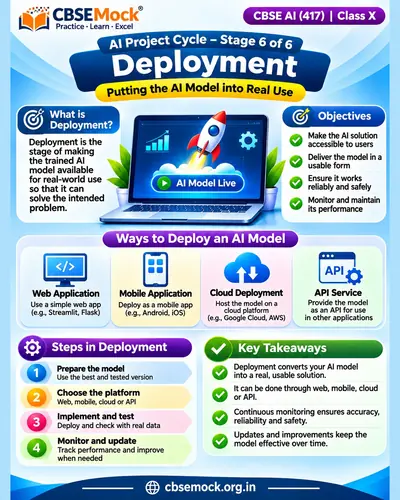 CBSEMock®
Practice • Learn • Excel
CBSE AI (417) | Class X
AI Project Cycle – Stage 6 of 6
Deployment
Putting the AI Model into Real Use
What is
Deployment?
Deployment is the
stage of making
the trained AI
model available
for real-world use
so that it can
solve the intended
problem.
AI Model Live
Objectives
Make the AI solution
accessible to users
Deliver the model in a
usable form
Ensure it works
reliably and safely
Monitor and maintain
its performance
Ways to Deploy an AI Model
</>
Web Application
Use a simple web app
(e.g., Streamlit, Flask)
Mobile Application
Deploy as a mobile app
(e.g., Android, iOS)
Cloud Deployment
Host the model on a
cloud platform
(e.g., Google Cloud, AWS)
API
API Service
Provide the model
as an API for use
in other applications
Steps in Deployment
1 Prepare the model
Use the best and tested version
2 Choose the platform
Web, mobile, cloud or API
3 Implement and test
Deploy and check with real data
4 Monitor and update
Track performance and improve
when needed
Key Takeaways
Deployment converts your AI model
into a real, usable solution.
It can be done through web, mobile, cloud
or API.
Continuous monitoring ensures accuracy,
reliability and safety.
Updates and improvements keep the
model effective over time.
cbsemock.org.in